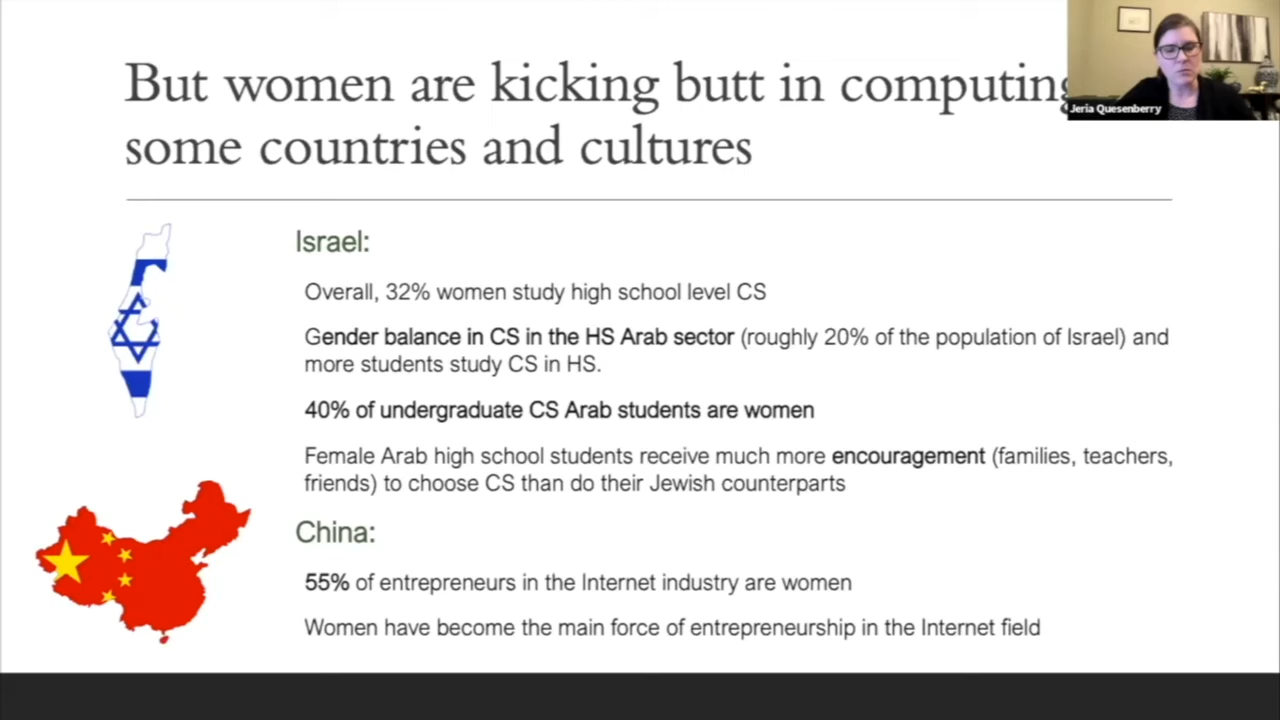 But women are kicking butt in computing
some countries and cultures
Jeria Quesenberry
Israel:
Overall, 32% women study high school level CS
Gender balance in CS in the HS Arab sector (roughly 20% of the population of Israel) and
more students study CS in HS.
40% of undergraduate CS Arab students are women
Female Arab high school students receive much more encouragement (families, teachers,
friends) to choose CS than do their Jewish counterparts
China:
55% of entrepreneurs in the Internet industry are women
Women have become the main force of entrepreneurship in the Internet field